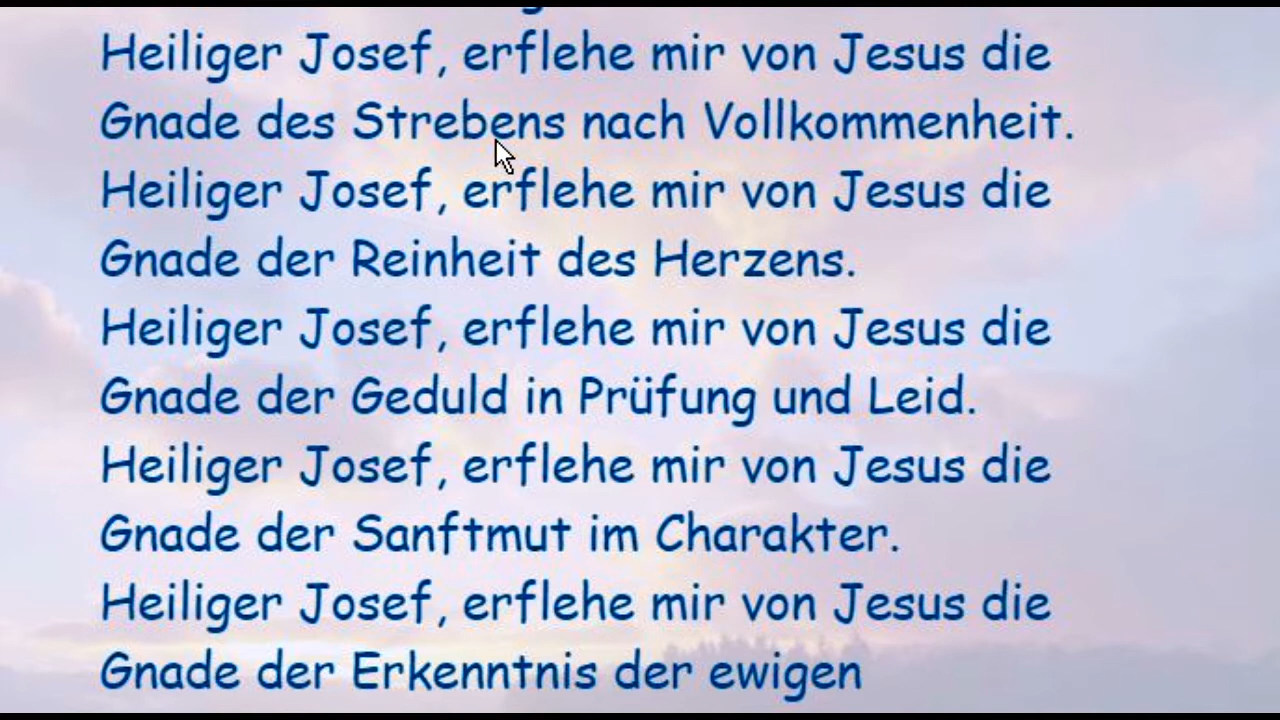 Heiliger Josef, erflehe mir von Jesus die
Gnade des Strebens nach Vollkommenheit.
Heiliger Josef, erflehe mir von Jesus die
Gnade der Reinheit des Herzens.
Heiliger Josef, erflehe mir von Jesus die
Gnade der Geduld in Prüfung und Leid.
Heiliger Josef, erflehe mir von Jesus die
Gnade der Sanftmut im Charakter.
Heiliger Josef, erflehe mir von Jesus die
Gnade der Erkenntnis der ewigen